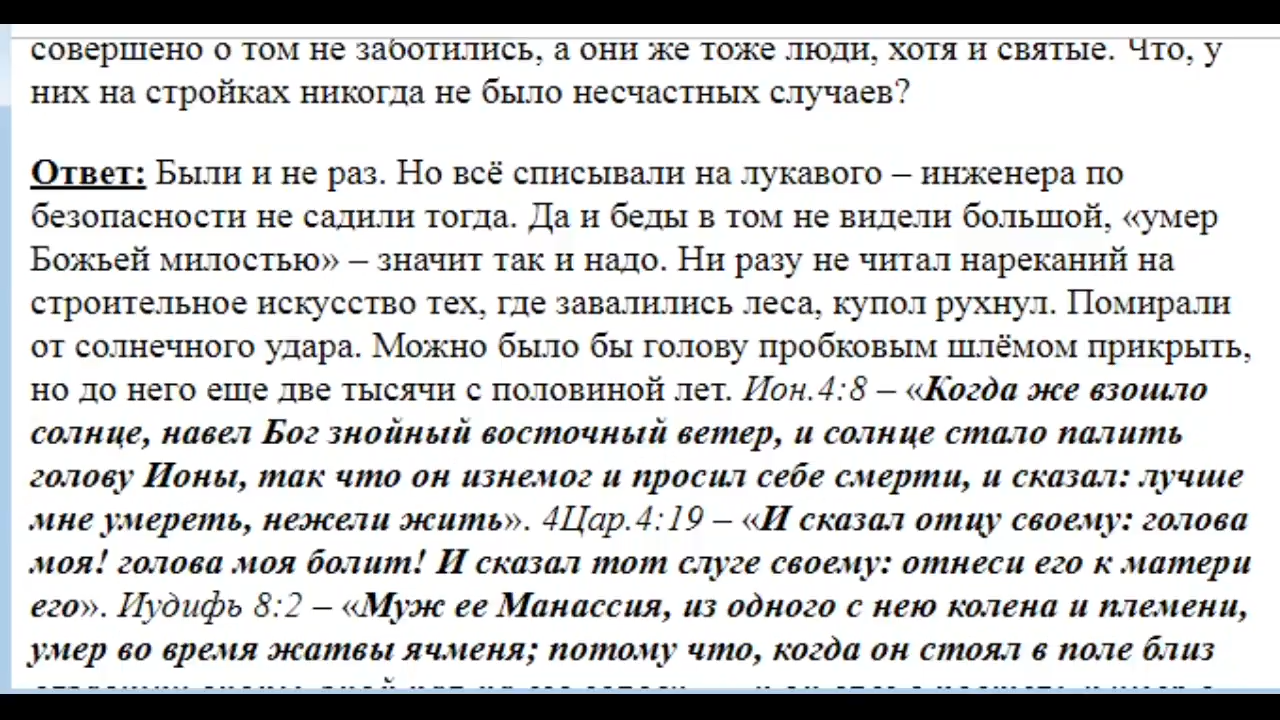 совершено о том не заботились, а они же тоже люди, хотя и святые. Что, у
них на стройках никогда не было несчастных случаев?
Ответ: Были и не раз. Но всё списывали на лукавого – инженера по
безопасности не садили тогда. Да и беды в том не видели большой, «умер
Божьей милостью» – значит так и надо. Ни разу не читал нареканий на
строительное искусство тех, где завалились леса, купол рухнул. Помирали
от солнечного удара. Можно было бы голову пробковым шлёмом прикрыть,
но до него еще две тысячи с половиной лет. Ион.4:8 – «Когда же взошло
солнце, навел Бог знойный восточный ветер, и солнце стало палить
голову Ионы, так что он изнемог и просил себе смерти, и сказал: лучше
мне умереть, нежели жить». 4Цар.4:19 – «И сказал отцу своему: голова
моя! голова моя болит! И сказал тот слуге своему: отнеси его к матери
его». Иудифь 8:2 – «Муж ее Манассия, из одного с нею колена и племени,
умер во время жатвы ячменя; потому что, когда он стоял в поле близ